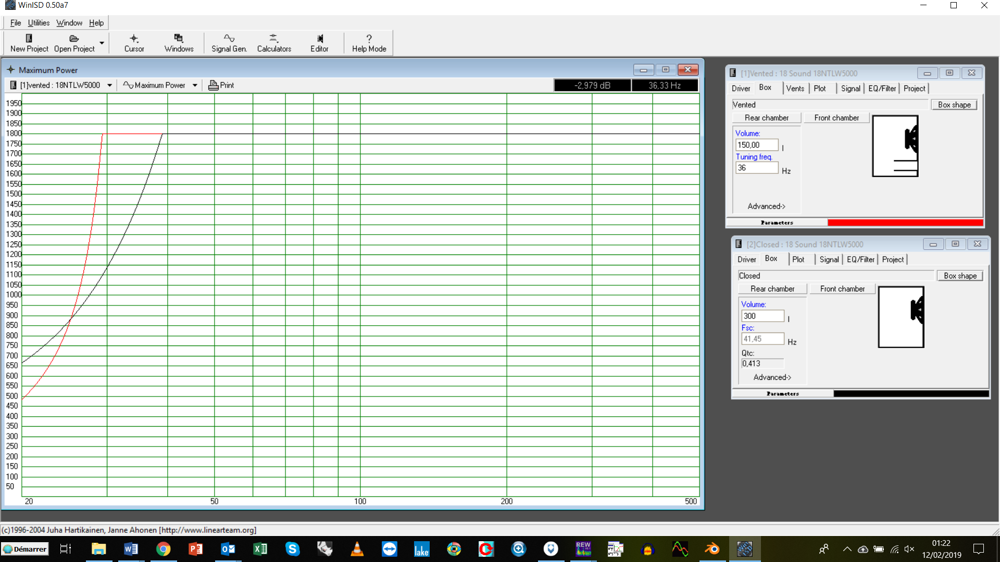 WinISD 0.50a7
File Utilities Window Help
New Project Open Project Cursor Windows Signal Gen. Calculators Editor Help Mode
Maximum Power
[1]vented : 18NTLW5000 Maximum Power Print -2,979 dB 36,33 Hz
1950
1900
1850
1800
1750
1700
1650
1600
1550
1500
1450
1400
1350
1300
1250
1200
1150
1100
1050
1000
950
900
850
800
750
700
650
600
550
500
450
400
350
300
250
200
150
100
50
20 50 100 200 500
[1]Vented : 18 Sound 18NTLW5000
Driver Box Vents Plot Signal EQ/Filter Project
Vented Box shape
Rear chamber Front chamber
Volume:
150,00 l
Tuning freq.
36 Hz
Advanced->
Parameters
[2]Closed : 18 Sound 18NTLW5000
Driver Box Plot Signal EQ/Filter Project
Closed Box shape
Rear chamber Front chamber
Volume:
300 l
Fsc:
41,45 Hz
Qtc:
0,413
Advanced->
Parameters
(c)1996-2004 Juha Hartikainen, Janne Ahonen [http://www.linearteam.org]
Démarrer lake REW 01:22
12/02/2019